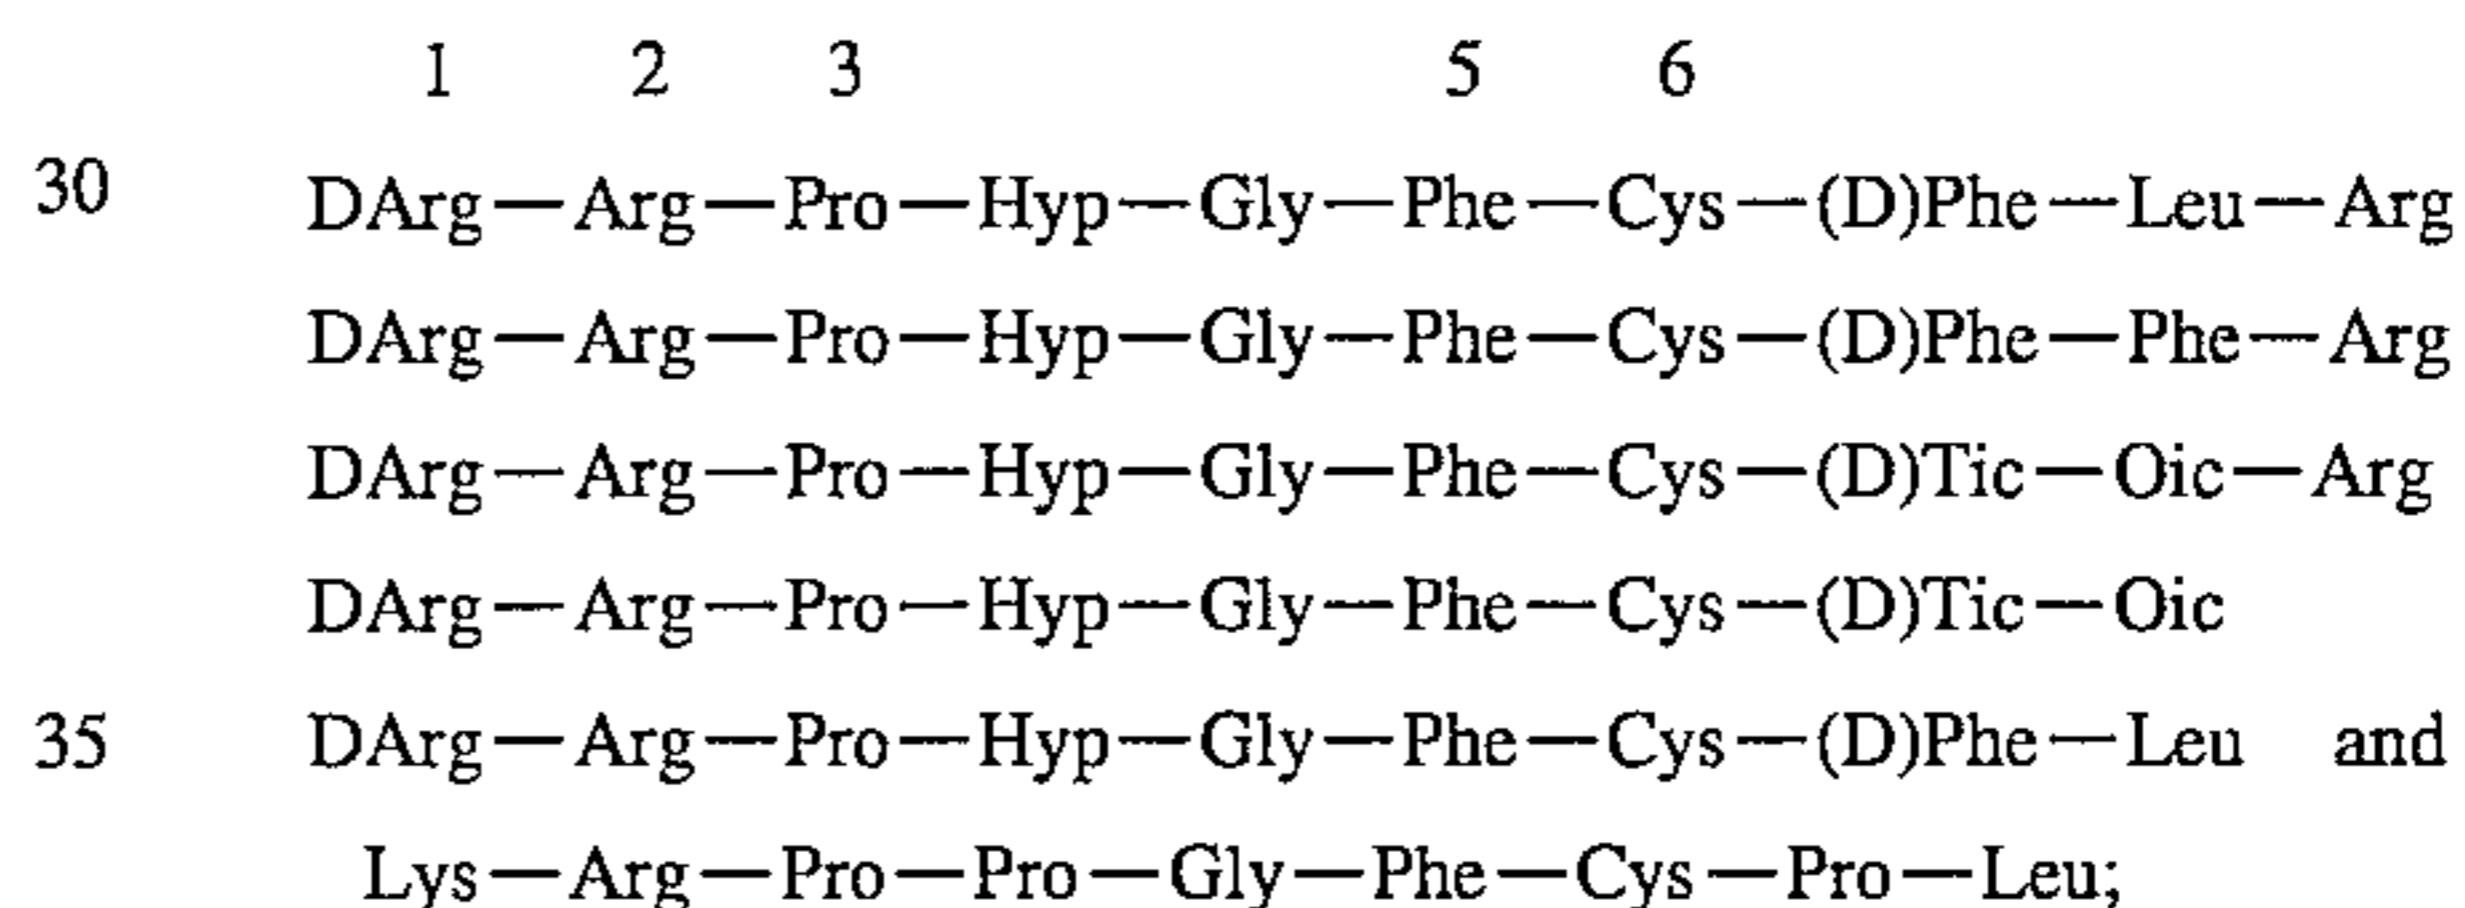 1 2 3 5 6
30 DArg—Arg—Pro—Hyp—Gly—Phe—Cys—(D)Phe—Leu—Arg
DArg—Arg—Pro—Hyp—Gly—Phe—Cys—(D)Phe—Phe—Arg
DArg—Arg—Pro—Hyp—Gly—Phe—Cys—(D)Tic—Oic—Arg
DArg—Arg—Pro—Hyp—Gly—Phe—Cys—(D)Tic—Oic
35 DArg—Arg—Pro—Hyp—Gly—Phe—Cys—(D)Phe—Leu and
Lys—Arg—Pro—Pro—Gly—Phe—Cys—Pro—Leu;